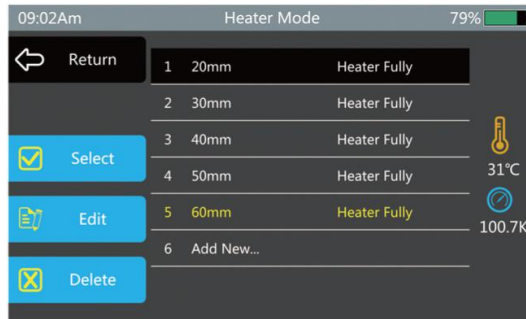 09:02Am Heater Mode 79%
Return
1 20mm Heater Fully
2 30mm Heater Fully
3 40mm Heater Fully
Select
4 50mm Heater Fully
31℃
Edit
5 60mm Heater Fully
100.7K
6 Add New...
Delete